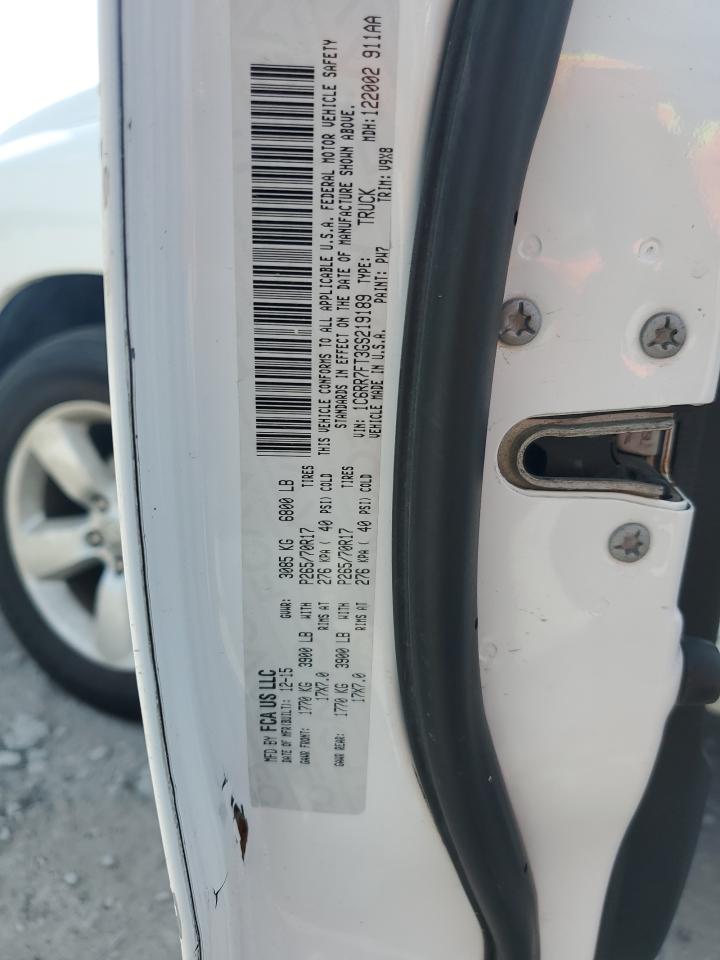 MFD BY FCA US LLC
DATE OF MFR(BUILT): 12-15 GVWR: 3085 KG 6800 LB
GAWR FRONT: 1770 KG 3900 LB WITH P265/70R17 TIRES
17X7.0 RIMS AT 276 KPA ( 40 PSI) COLD
GAWR REAR: 1770 KG 3900 LB WITH P265/70R17 TIRES
17X7.0 RIMS AT 276 KPA ( 40 PSI) COLD
THIS VEHICLE CONFORMS TO ALL APPLICABLE U.S.A. FEDERAL MOTOR VEHICLE SAFETY
STANDARDS IN EFFECT ON THE DATE OF MANUFACTURE SHOWN ABOVE.
VIN: 1C6RR7FT3GS219189 TYPE: TRUCK MDH:122002 911AA
VEHICLE MADE IN U.S.A. PAINT: PW7 TRIM: V9X8